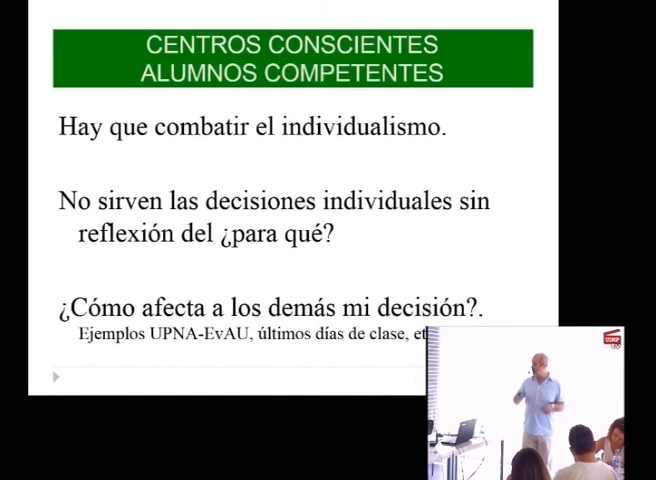 CENTROS CONSCIENTES
ALUMNOS COMPETENTES
Hay que combatir el individualismo.
No sirven las decisiones individuales sin
reflexión del ¿para qué?
¿Cómo afecta a los demás mi decisión?.
Ejemplos UPNA-EvAU, últimos días de clase,